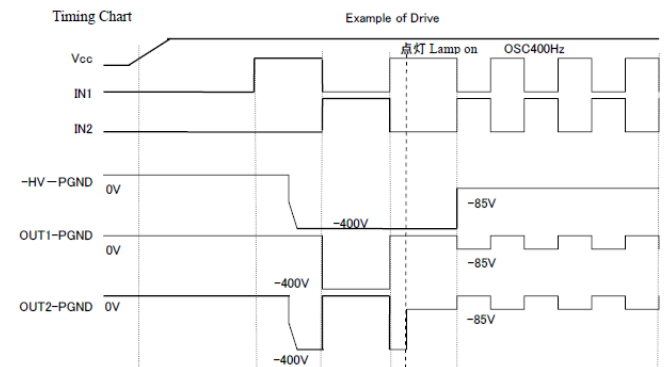 Timing Chart
Example of Drive
点灯 Lamp on OSC400Hz
Vcc
IN1
IN2
-HV-PGND
0V
-400V
-85V
OUT1-PGND
0V
-400V
-85V
OUT2-PGND 0V
-400V
-85V